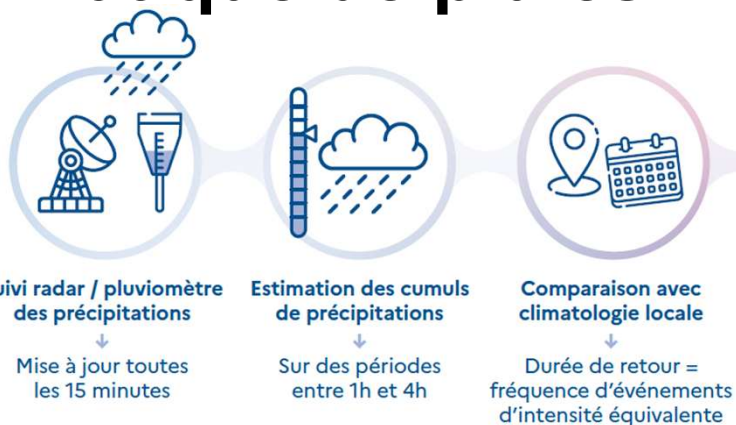 radar / pluviomètre
des précipitations
Mise à jour toutes
les 15 minutes
Estimation des cumuls
de précipitations
Sur des périodes
entre 1h et 4h
Comparaison avec
climatologie locale
Durée de retour =
fréquence d'événements
d'intensité équivalente